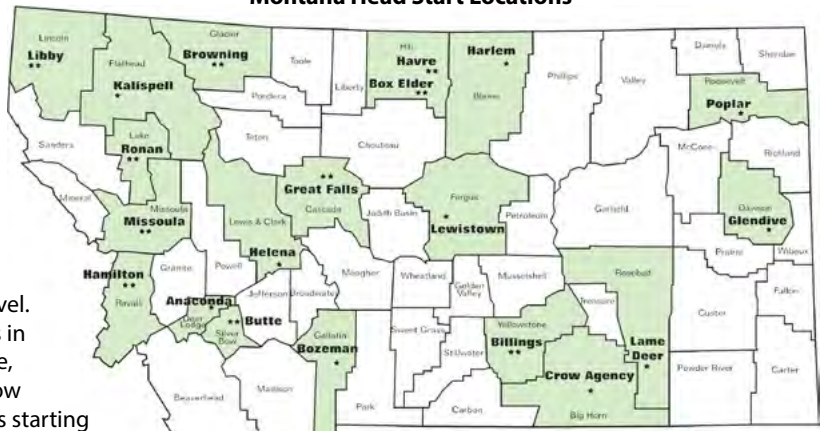 Montana Head Start Locations
Lincoln
Libby
**
Flathead
Kalispell
*
Glacier
Browning
**
Toole
Pondera
Liberty
Hill
Havre
**
Box Elder
**
Harlem
*
Blaine
Phillips
Valley
Daniels
Sheridan
Roosevelt
Poplar
*
Sanders
Lake
Ronan
**
Teton
Chouteau
McCone
Richland
Mineral
Missoula
Missoula
**
Lewis & Clark
Helena
*
**
Great Falls
Cascade
Judith Basin
Fergus
*
Lewistown
Petroleum
Garfield
Dawson
Glendive
*
Prairie
Wibaux
Hamilton
**
Ravalli
Granite
Powell
Anaconda
*
Deer
Lodge
**
Butte
Silver
Bow
Jefferson
Broadwater
Meagher
Wheatland
Golden
Valley
Musselshell
Rosebud
Treasure
Custer
Fallon
Gallatin
Bozeman
*
Sweet Grass
Stillwater
Yellowstone
Billings
**
Crow Agency
*
Big Horn
Lame
Deer
*
Powder River
Carter
Beaverhead
Madison
Park
Carbon
vel.
s in
e,
ow
s starting